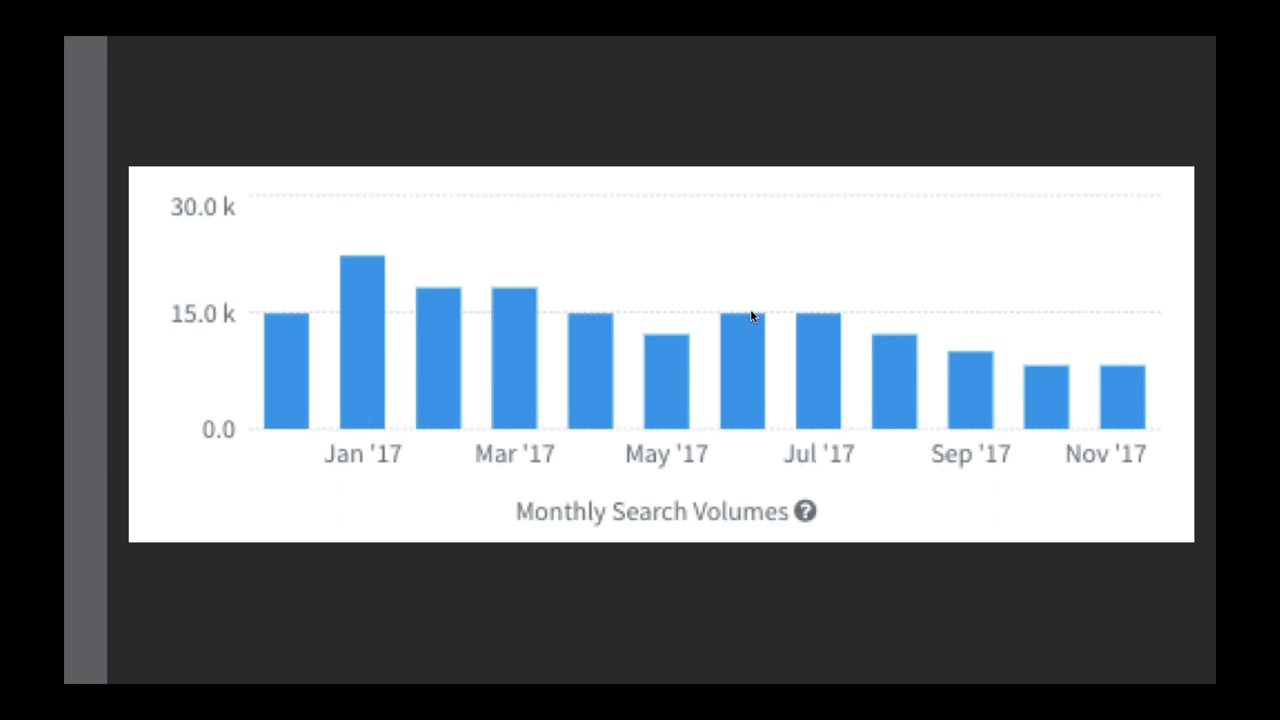 30.0 k
15.0 k
0.0
Jan '17 Mar '17 May '17 Jul '17 Sep '17 Nov '17
Monthly Search Volumes ?